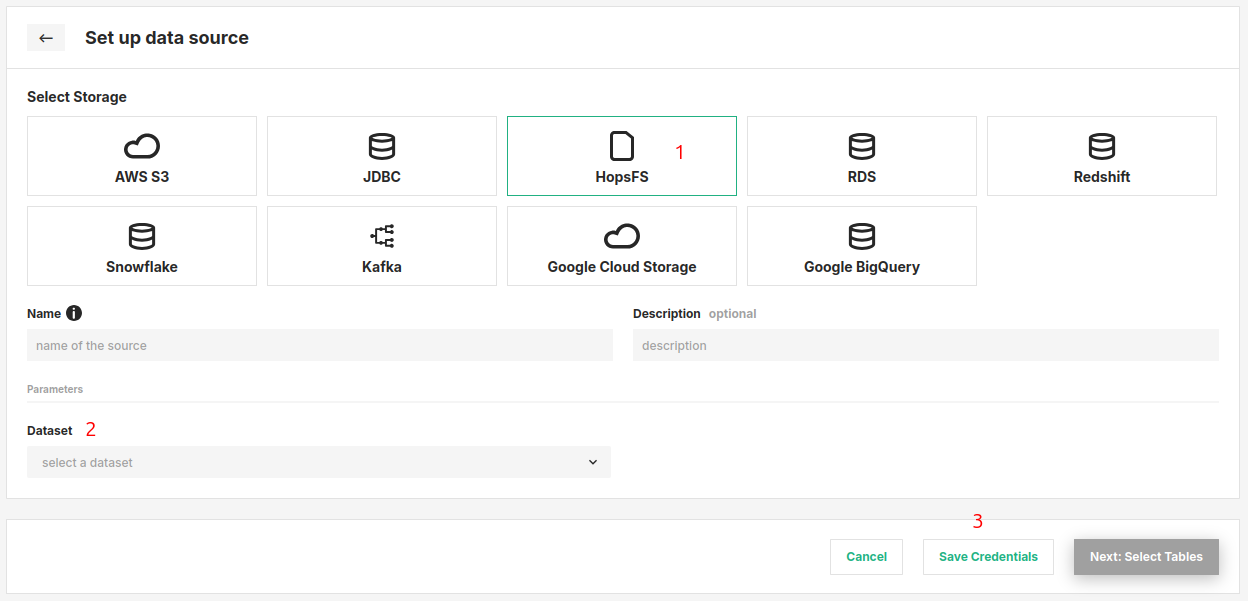 Set up data source
Select Storage
AWS S3
JDBC
HopsFS
1
RDS
Redshift
Snowflake
Kafka
Google Cloud Storage
Google BigQuery
Name
Description optional
name of the source
description
Parameters
Dataset 2
select a dataset
3
Cancel
Save Credentials
Next: Select Tables